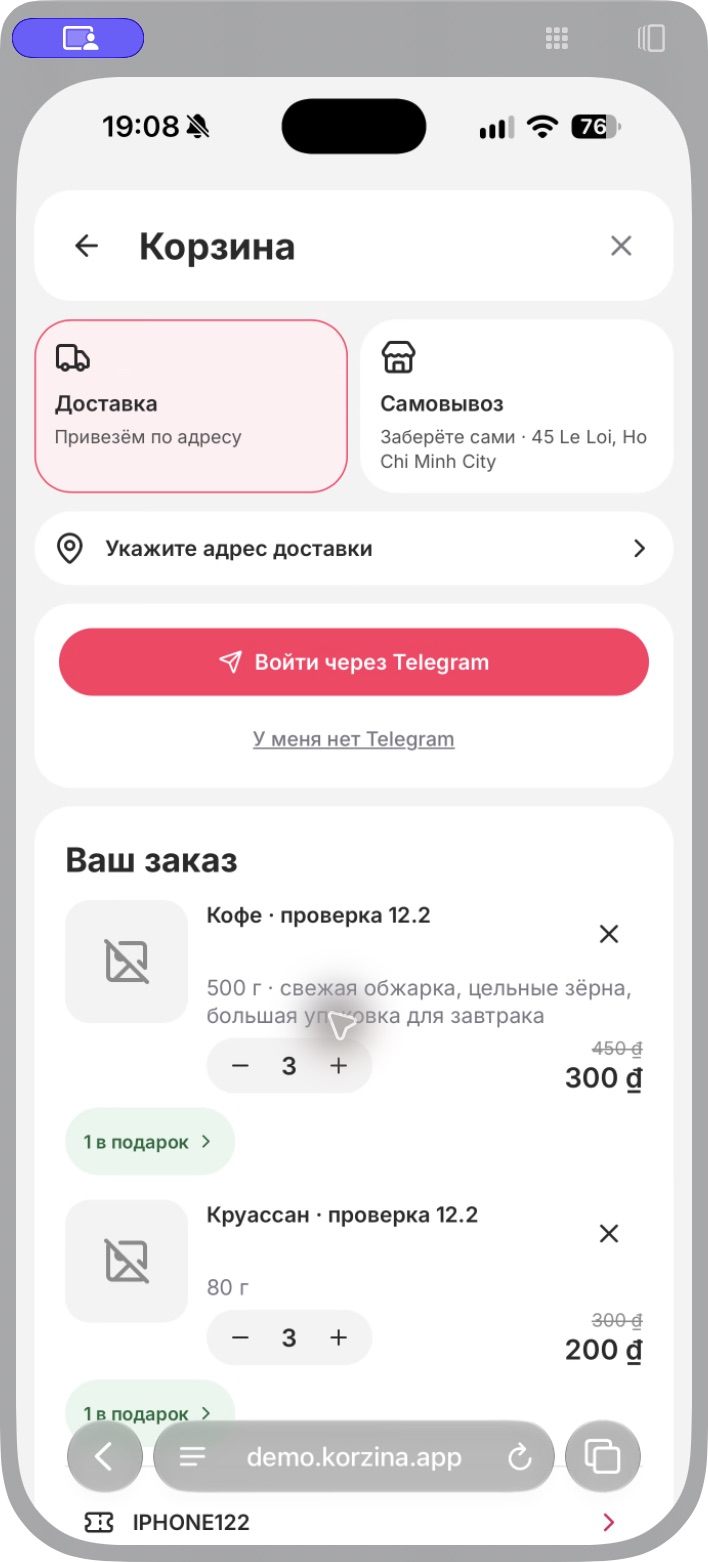 19:08
76
Корзина
Доставка
Привезём по адресу
Самовывоз
Заберёте сами · 45 Le Loi, Ho
Chi Minh City
Укажите адрес доставки
Войти через Telegram
У меня нет Telegram
Ваш заказ
Кофе · проверка 12.2
500 г · свежая обжарка, цельные зёрна,
большая упаковка для завтрака
450 ₫
3
300 ₫
1 в подарок
Круассан · проверка 12.2
80 г
300 ₫
3
200 ₫
1 в подарок
demo.korzina.app
IPHONE122